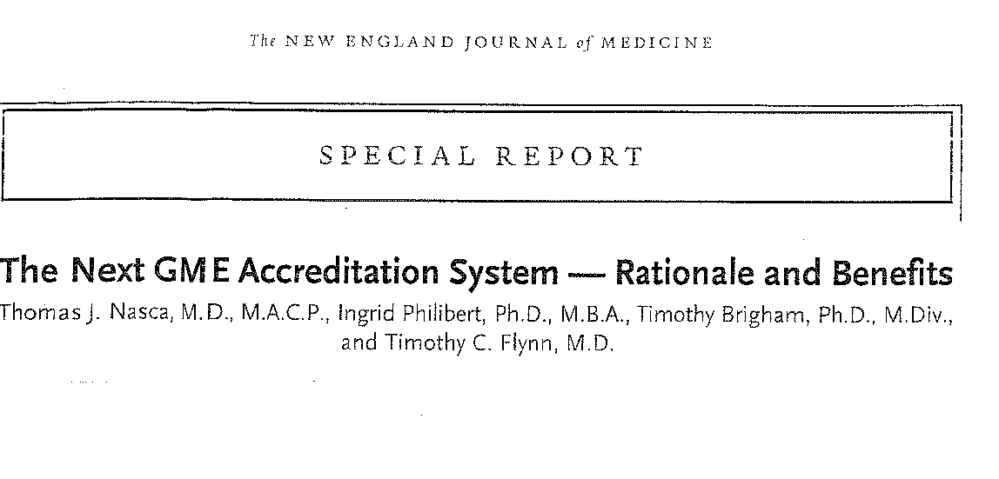 The NEW ENGLAND JOURNAL of MEDICINE
SPECIAL REPORT
The Next GME Accreditation System — Rationale and Benefits
Thomas J. Nasca, M.D., M.A.C.P., Ingrid Philibert, Ph.D., M.B.A., Timothy Brigham, Ph.D., M.Div.,
and Timothy C. Flynn, M.D.